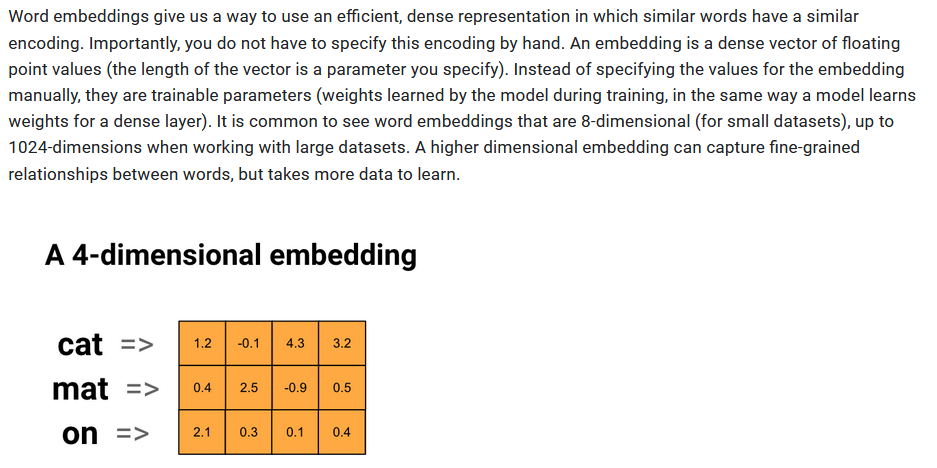 Word embeddings give us a way to use an efficient, dense representation in which similar words have a similar
encoding. Importantly, you do not have to specify this encoding by hand. An embedding is a dense vector of floating
point values (the length of the vector is a parameter you specify). Instead of specifying the values for the embedding
manually, they are trainable parameters (weights learned by the model during training, in the same way a model learns
weights for a dense layer). It is common to see word embeddings that are 8-dimensional (for small datasets), up to
1024-dimensions when working with large datasets. A higher dimensional embedding can capture fine-grained
relationships between words, but takes more data to learn.
A 4-dimensional embedding
cat => 1.2 -0.1 4.3 3.2
mat => 0.4 2.5 -0.9 0.5
on => 2.1 0.3 0.1 0.4